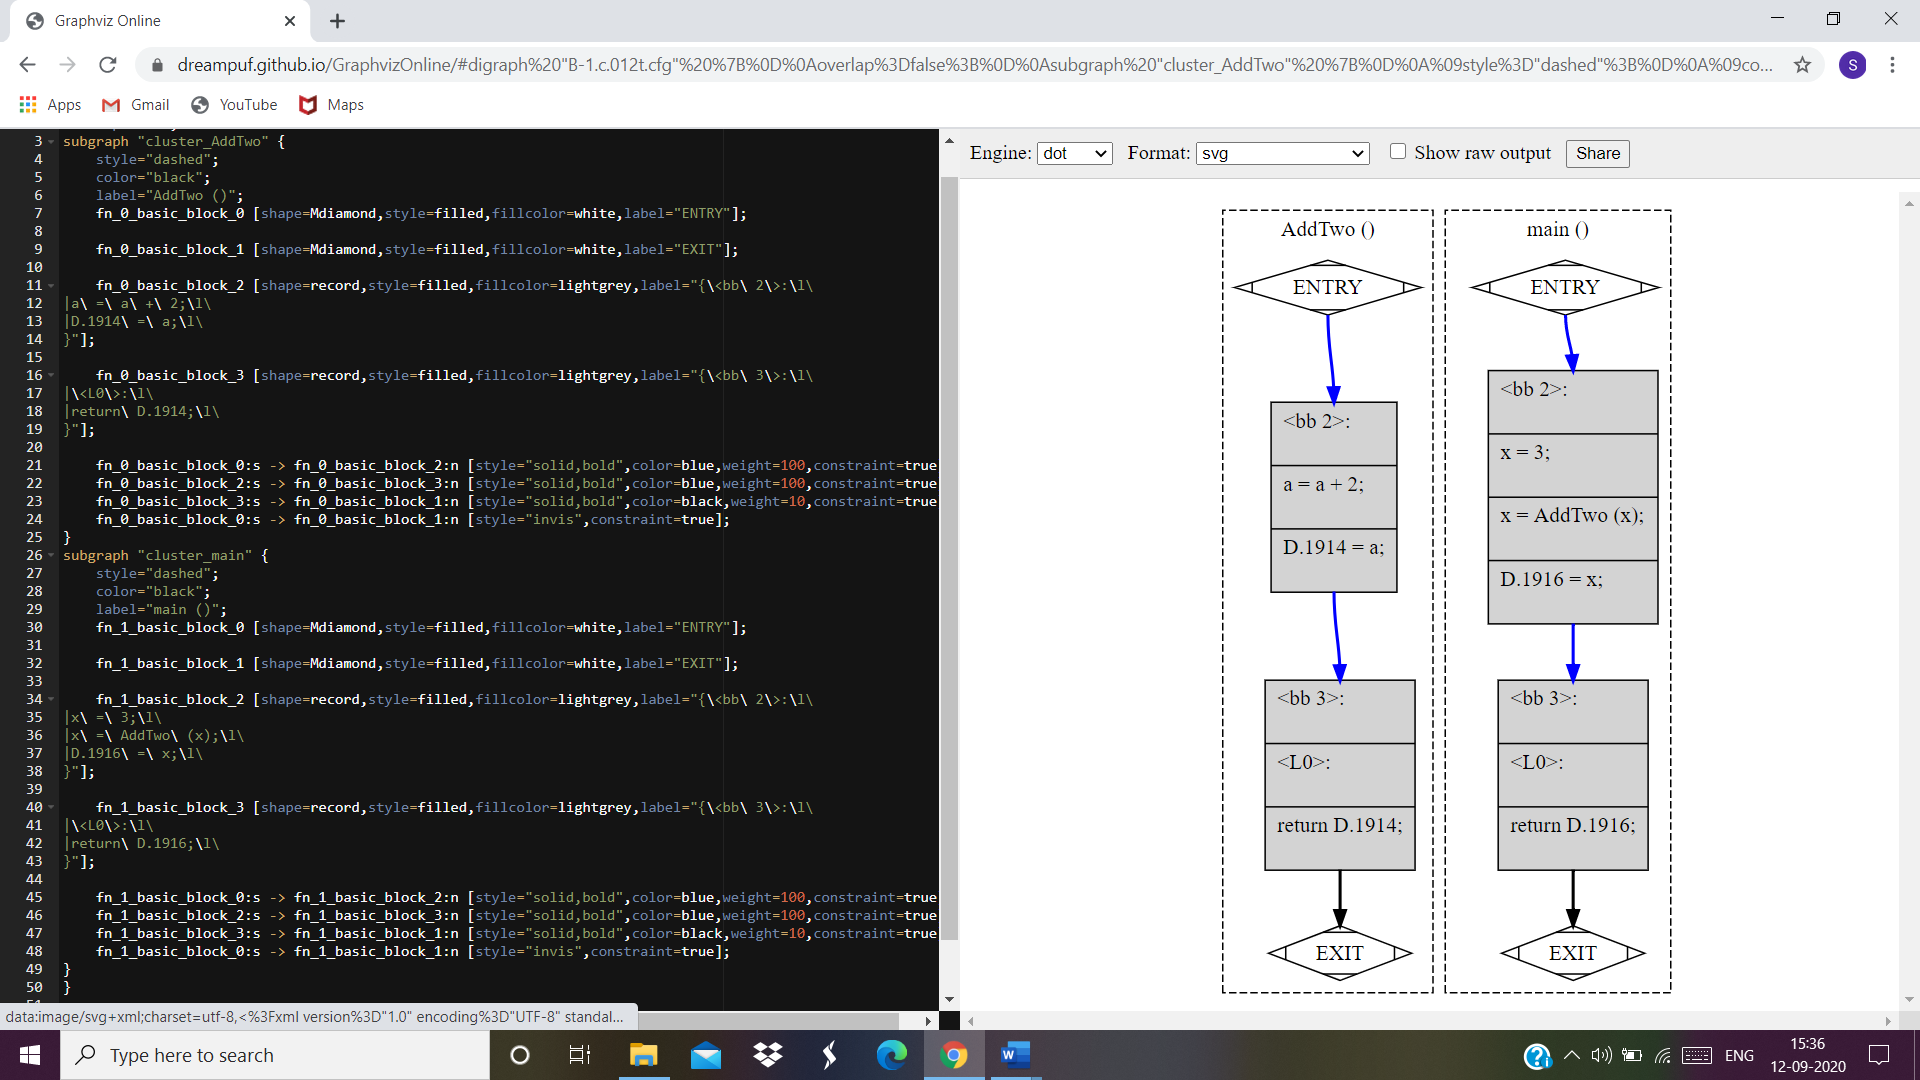 Graphviz Online
dreampuf.github.io/GraphvizOnline/#digraph%20"B-1.c.012t.cfg"%20%7B%0D%0Aoverlap%3Dfalse%3B%0D%0Asubgraph%20"cluster_AddTwo"%20%7B%0D%0A%09style%3D"dashed"%3B%0D%0A%09co...
S
Apps Gmail YouTube Maps
3 subgraph "cluster_AddTwo" {
4 style="dashed";
5 color="black";
6 label="AddTwo ()";
7 fn_0_basic_block_0 [shape=Mdiamond,style=filled,fillcolor=white,label="ENTRY"];
8
9 fn_0_basic_block_1 [shape=Mdiamond,style=filled,fillcolor=white,label="EXIT"];
10
11 fn_0_basic_block_2 [shape=record,style=filled,fillcolor=lightgrey,label="{\<bb\ 2\>:\l\
12 |a\ =\ a\ +\ 2;\l\
13 |D.1914\ =\ a;\l\
14 }"];
15
16 fn_0_basic_block_3 [shape=record,style=filled,fillcolor=lightgrey,label="{\<bb\ 3\>:\l\
17 |\<L0\>:\l\
18 |return\ D.1914;\l\
19 }"];
20
21 fn_0_basic_block_0:s -> fn_0_basic_block_2:n [style="solid,bold",color=blue,weight=100,constraint=true
22 fn_0_basic_block_2:s -> fn_0_basic_block_3:n [style="solid,bold",color=blue,weight=100,constraint=true
23 fn_0_basic_block_3:s -> fn_0_basic_block_1:n [style="solid,bold",color=black,weight=10,constraint=true
24 fn_0_basic_block_0:s -> fn_0_basic_block_1:n [style="invis",constraint=true];
25 }
26 subgraph "cluster_main" {
27 style="dashed";
28 color="black";
29 label="main ()";
30 fn_1_basic_block_0 [shape=Mdiamond,style=filled,fillcolor=white,label="ENTRY"];
31
32 fn_1_basic_block_1 [shape=Mdiamond,style=filled,fillcolor=white,label="EXIT"];
33
34 fn_1_basic_block_2 [shape=record,style=filled,fillcolor=lightgrey,label="{\<bb\ 2\>:\l\
35 |x\ =\ 3;\l\
36 |x\ =\ AddTwo\ (x);\l\
37 |D.1916\ =\ x;\l\
38 }"];
39
40 fn_1_basic_block_3 [shape=record,style=filled,fillcolor=lightgrey,label="{\<bb\ 3\>:\l\
41 |\<L0\>:\l\
42 |return\ D.1916;\l\
43 }"];
44
45 fn_1_basic_block_0:s -> fn_1_basic_block_2:n [style="solid,bold",color=blue,weight=100,constraint=true
46 fn_1_basic_block_2:s -> fn_1_basic_block_3:n [style="solid,bold",color=blue,weight=100,constraint=true
47 fn_1_basic_block_3:s -> fn_1_basic_block_1:n [style="solid,bold",color=black,weight=10,constraint=true
48 fn_1_basic_block_0:s -> fn_1_basic_block_1:n [style="invis",constraint=true];
49 }
50 }
data:image/svg+xml;charset=utf-8,<%3Fxml version%3D"1.0" encoding%3D"UTF-8" standal...
Engine: dot Format: svg Show raw output Share
AddTwo ()
ENTRY
<bb 2>:
a = a + 2;
D.1914 = a;
<bb 3>:
<L0>:
return D.1914;
EXIT
main ()
ENTRY
<bb 2>:
x = 3;
x = AddTwo (x);
D.1916 = x;
<bb 3>:
<L0>:
return D.1916;
EXIT
Type here to search
W
ENG
15:36
12-09-2020